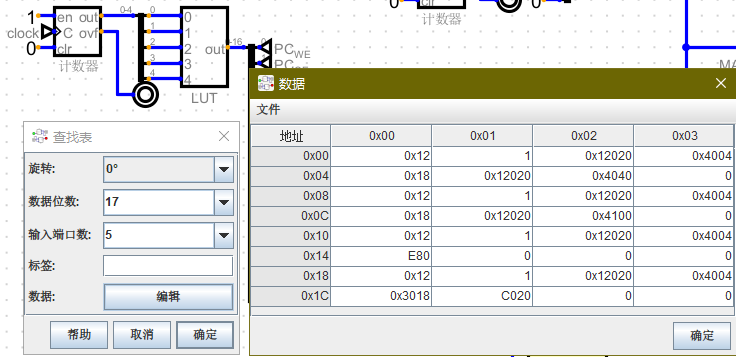 1 en out 0-4 0 0
clock C ovf 1 1
0 clr 2 2 out 0-16 PCWE
计数器 3 3
4 4
LUT
计数器
查找表
旋转: 0°
数据位数: 17
输入端口数: 5
标签:
数据: 编辑
帮助 取消 确定
数据
文件
地址 0x00 0x01 0x02 0x03
0x00 0x12 1 0x12020 0x4004
0x04 0x18 0x12020 0x4040 0
0x08 0x12 1 0x12020 0x4004
0x0C 0x18 0x12020 0x4100 0
0x10 0x12 1 0x12020 0x4004
0x14 E80 0 0 0
0x18 0x12 1 0x12020 0x4004
0x1C 0x3018 C020 0 0
确定